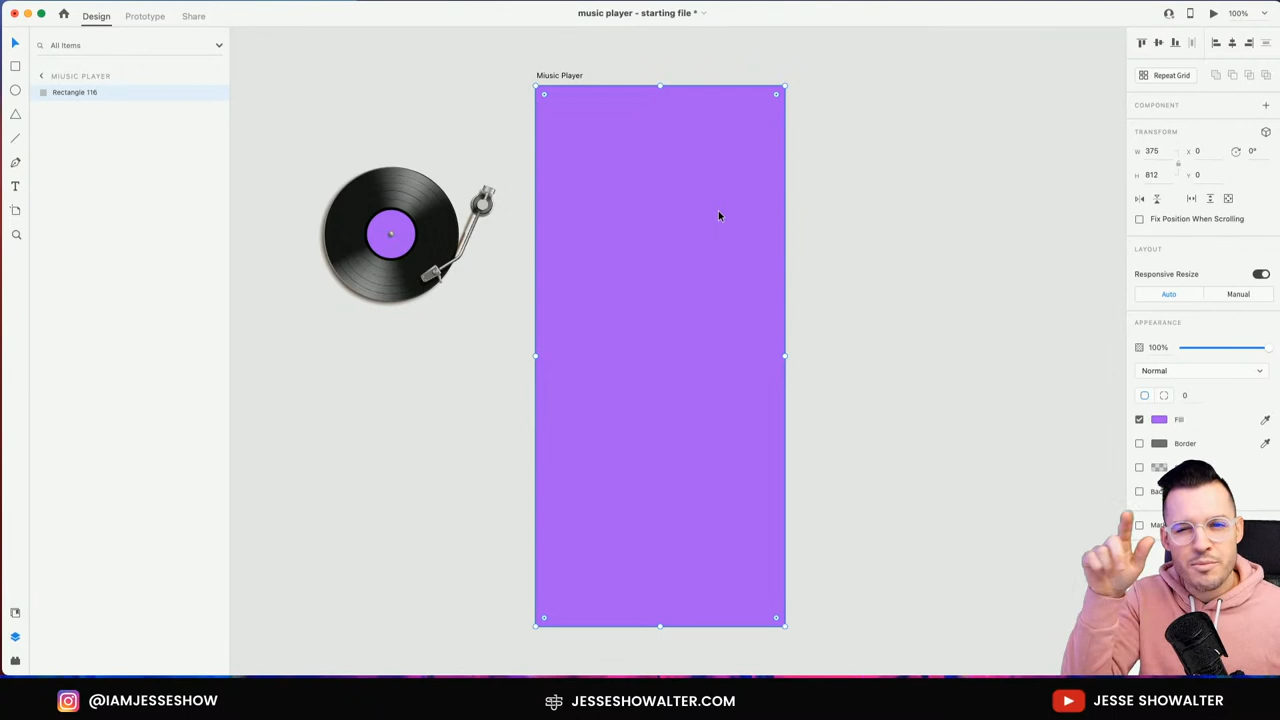 Design
Prototype
Share
music player - starting file *
100%
All Items
MIUSIC PLAYER
Rectangle 116
Miusic Player
Repeat Grid
COMPONENT
TRANSFORM
W 375 X 0 0°
H 812 Y 0
Fix Position When Scrolling
LAYOUT
Responsive Resize
Auto Manual
APPEARANCE
100%
Normal
0
Fill
Border
@IAMJESSESHOW
JESSESHOWALTER.COM
JESSE SHOWALTER